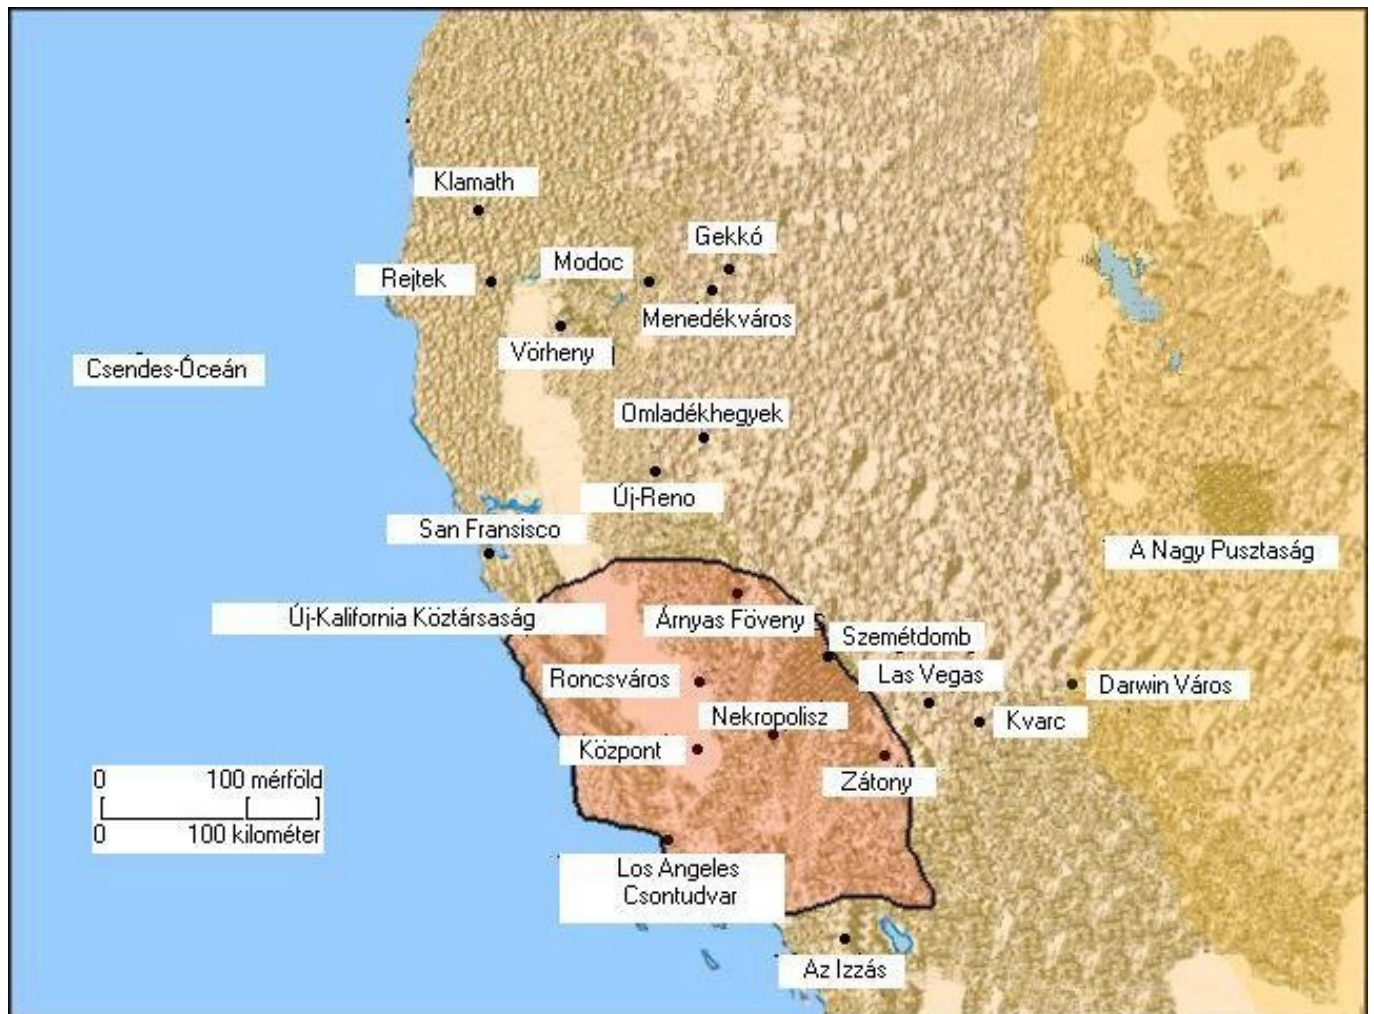 Klamath
Gekkó
Modoc
Rejtek
Menedékváros
Vörheny
Csendes-Óceán
Omladékhegyek
Új-Reno
San Fransisco
A Nagy Pusztaság
Új-Kalifornia Köztársaság
Árnyas Föveny
Szemétdomb
Las Vegas
Roncsváros
Darwin Város
Nekropolisz
Kvarc
Központ
Zátony
0 100 mérföld
0 100 kilométer
Los Angeles
Csontudvar
Az Izzás